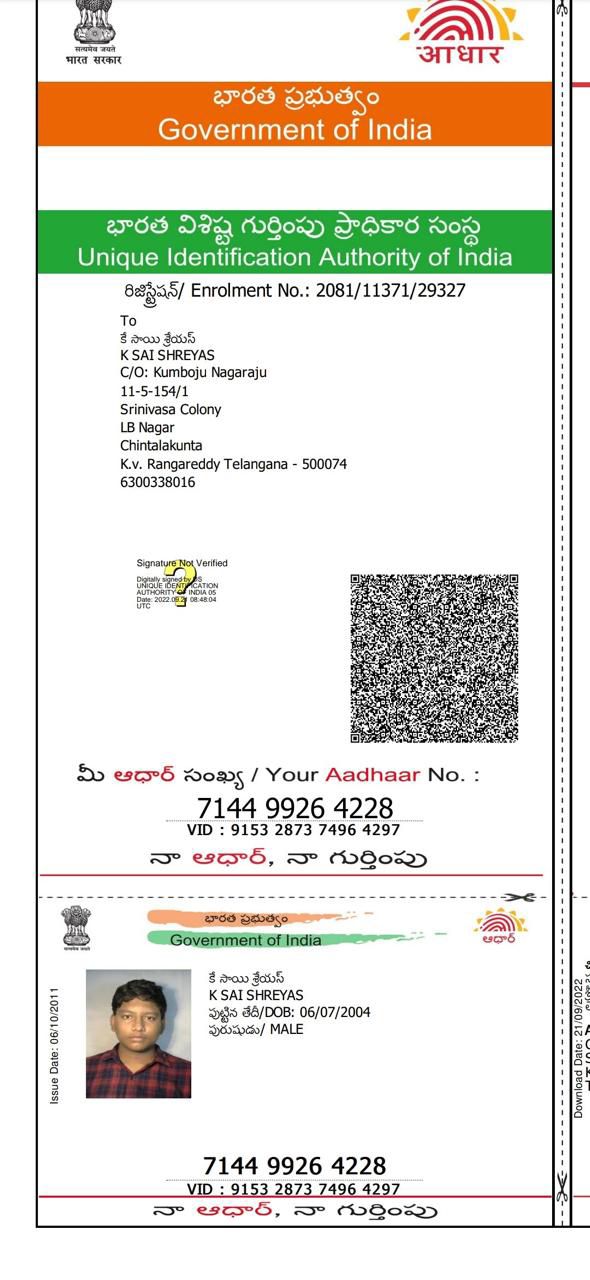 सत्यमेव जयते
भारत सरकार
आधार
భారత ప్రభుత్వం
Government of India
భారత విశిష్ట గుర్తింపు ప్రాధికార సంస్థ
Unique Identification Authority of India
రిజిస్ట్రేషన్/ Enrolment No.: 2081/11371/29327
To
కే సాయి శ్రేయస్
K SAI SHREYAS
C/O: Kumboju Nagaraju
11-5-154/1
Srinivasa Colony
LB Nagar
Chintalakunta
K.v. Rangareddy Telangana - 500074
6300338016
Signature Not Verified
Digitally signed by DS
UNIQUE IDENTIFICATION
AUTHORITY OF INDIA 05
Date: 2022.09.21 08:48:04
UTC
మీ ఆధార్ సంఖ్య / Your Aadhaar No. :
7144 9926 4228
VID : 9153 2873 7496 4297
నా ఆధార్, నా గుర్తింపు
భారత ప్రభుత్వం
Government of India
ఆధార్
Issue Date: 06/10/2011
కే సాయి శ్రేయస్
K SAI SHREYAS
పుట్టిన తేదీ/DOB: 06/07/2004
పురుషుడు/ MALE
7144 9926 4228
VID : 9153 2873 7496 4297
నా ఆధార్, నా గుర్తింపు
Download Date: 21/09/2022